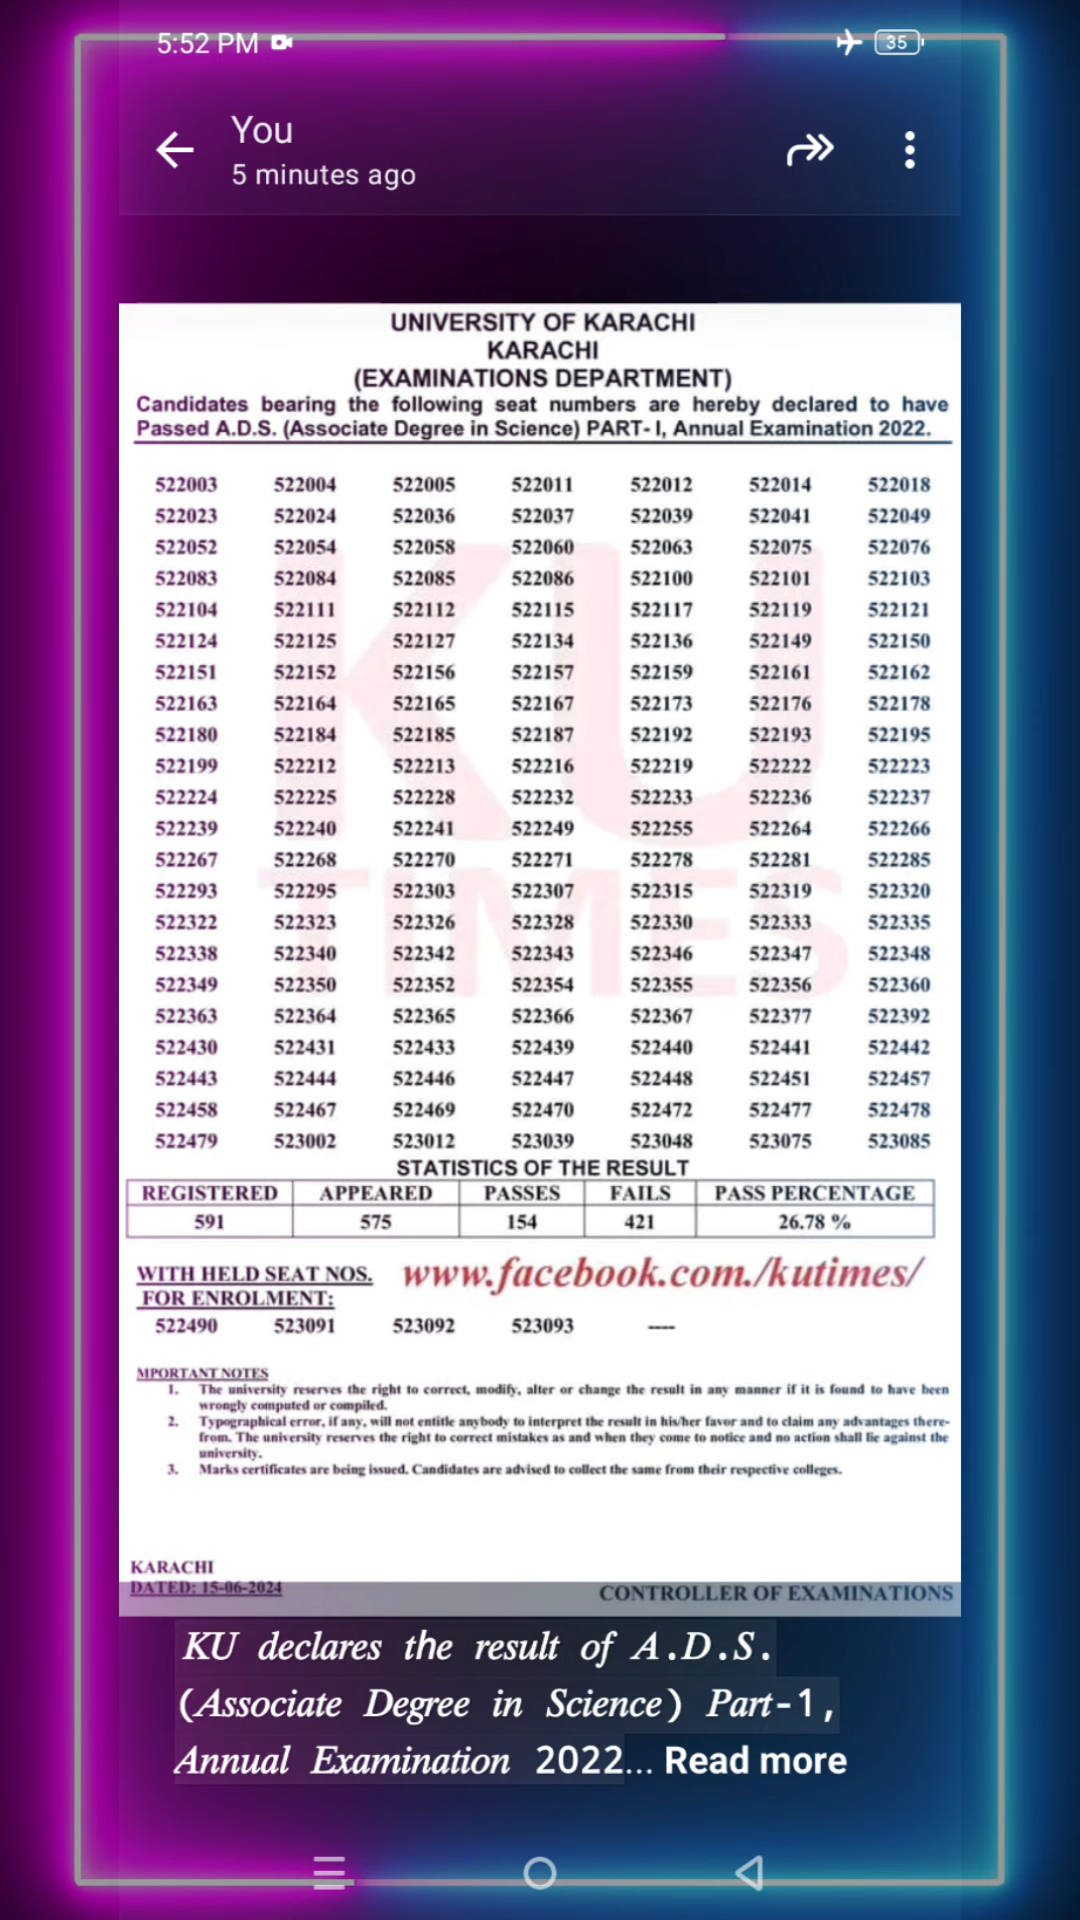 5:52 PM
35
You
5 minutes ago
UNIVERSITY OF KARACHI
KARACHI
(EXAMINATIONS DEPARTMENT)
Candidates bearing the following seat numbers are hereby declared to have
Passed A.D.S. (Associate Degree in Science) PART- I, Annual Examination 2022.
522003 522004 522005 522011 522012 522014 522018
522023 522024 522036 522037 522039 522041 522049
522052 522054 522058 522060 522063 522075 522076
522083 522084 522085 522086 522100 522101 522103
522104 522111 522112 522115 522117 522119 522121
522124 522125 522127 522134 522136 522149 522150
522151 522152 522156 522157 522159 522161 522162
522163 522164 522165 522167 522173 522176 522178
522180 522184 522185 522187 522192 522193 522195
522199 522212 522213 522216 522219 522222 522223
522224 522225 522228 522232 522233 522236 522237
522239 522240 522241 522249 522255 522264 522266
522267 522268 522270 522271 522278 522281 522285
522293 522295 522303 522307 522315 522319 522320
522322 522323 522326 522328 522330 522333 522335
522338 522340 522342 522343 522346 522347 522348
522349 522350 522352 522354 522355 522356 522360
522363 522364 522365 522366 522367 522377 522392
522430 522431 522433 522439 522440 522441 522442
522443 522444 522446 522447 522448 522451 522457
522458 522467 522469 522470 522472 522477 522478
522479 523002 523012 523039 523048 523075 523085
KU
TIMES
STATISTICS OF THE RESULT
REGISTERED APPEARED PASSES FAILS PASS PERCENTAGE
591 575 154 421 26.78 %
WITH HELD SEAT NOS. www.facebook.com./kutimes/
FOR ENROLMENT:
522490 523091 523092 523093 ----
MPORTANT NOTES
1. The university reserves the right to correct, modify, alter or change the result in any manner if it is found to have been
wrongly computed or compiled.
2. Typographical error, if any, will not entitle anybody to interpret the result in his/her favor and to claim any advantages there-
from. The university reserves the right to correct mistakes as and when they come to notice and no action shall lie against the
university.
3. Marks certificates are being issued. Candidates are advised to collect the same from their respective colleges.
KARACHI
DATED: 15-06-2024
CONTROLLER OF EXAMINATIONS
KU declares the result of A.D.S.
(Associate Degree in Science) Part-1,
Annual Examination 2022... Read more